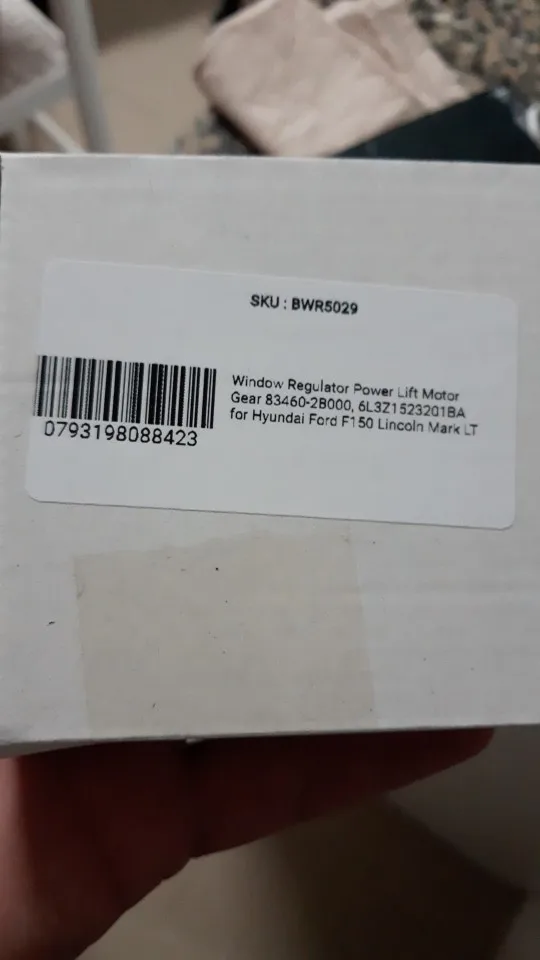 SKU : BWR5029
Window Regulator Power Lift Motor
Gear 83460-2B000, 6L3Z1523201BA
for Hyundai Ford F150 Lincoln Mark LT
0793198088423